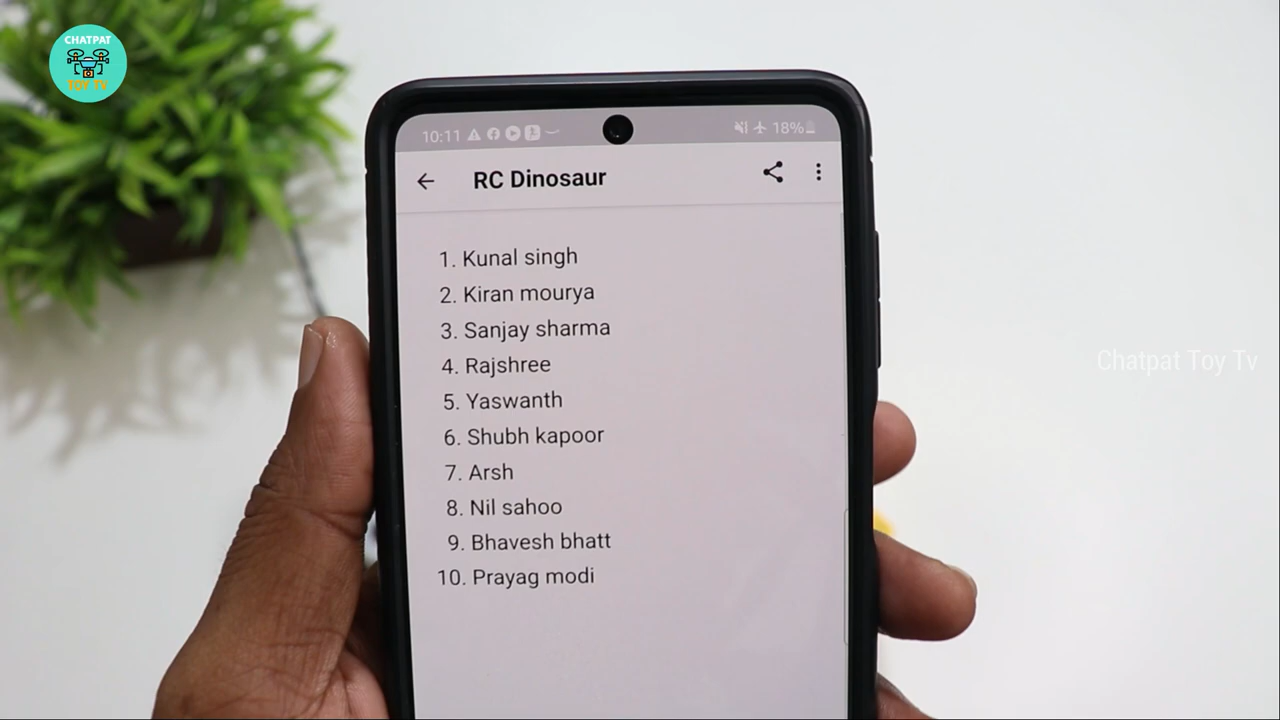 CHATPAT
TOY TV
10:11
18%
RC Dinosaur
1. Kunal singh
2. Kiran mourya
3. Sanjay sharma
4. Rajshree
5. Yaswanth
6. Shubh kapoor
7. Arsh
8. Nil sahoo
9. Bhavesh bhatt
10. Prayag modi
Chatpat Toy Tv